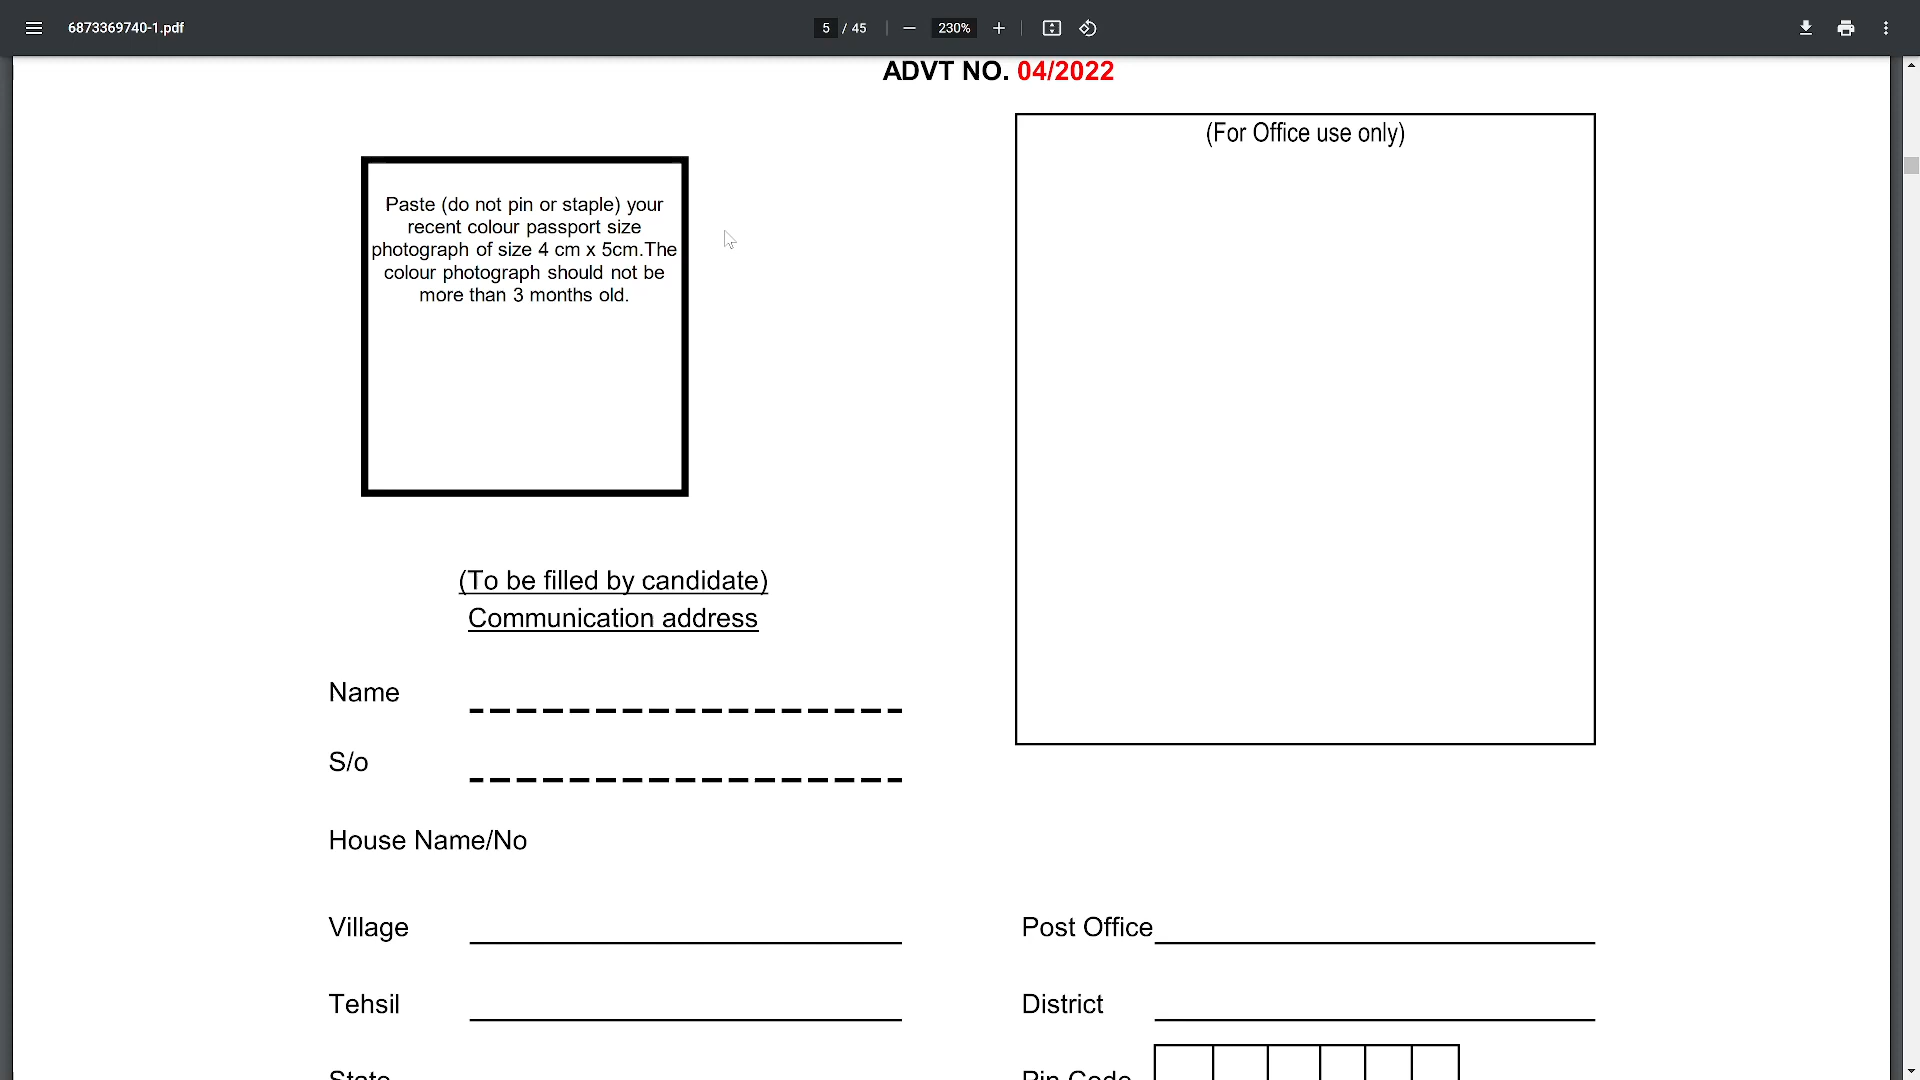 6873369740-1.pdf
5 / 45
230%
ADVT NO. 04/2022
(For Office use only)
Paste (do not pin or staple) your
recent colour passport size
photograph of size 4 cm x 5cm.The
colour photograph should not be
more than 3 months old.
(To be filled by candidate)
Communication address
Name
S/o
House Name/No
Village
Post Office
Tehsil
District
State
Pin Code